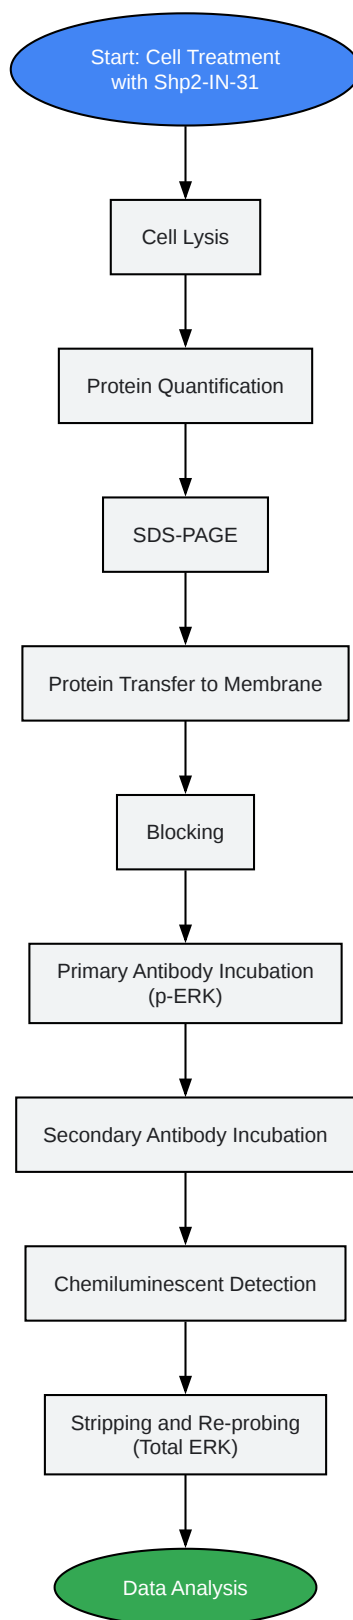 Start: Cell Treatment
with Shp2-IN-31
Cell Lysis
Protein Quantification
SDS-PAGE
Protein Transfer to Membrane
Blocking
Primary Antibody Incubation
(p-ERK)
Secondary Antibody Incubation
Chemiluminescent Detection
Stripping and Re-probing
(Total ERK)
Data Analysis